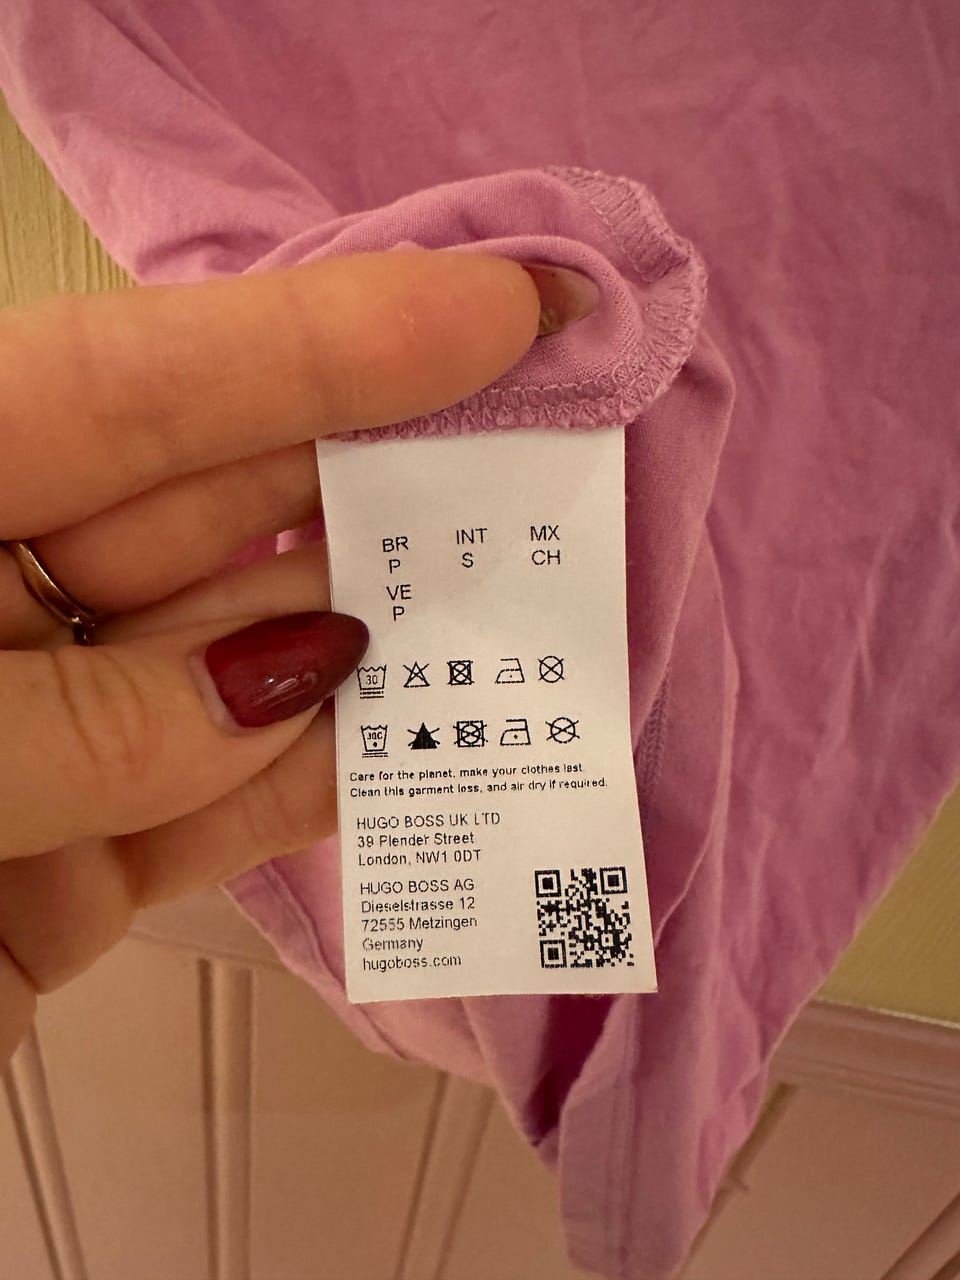 BR INT MX
P S CH
VE
P
30
30C
Care for the planet, make your clothes last.
Clean this garment less, and air dry if required.
HUGO BOSS UK LTD
39 Plender Street
London, NW1 0DT
HUGO BOSS AG
Dieselstrasse 12
72555 Metzingen
Germany
hugoboss.com